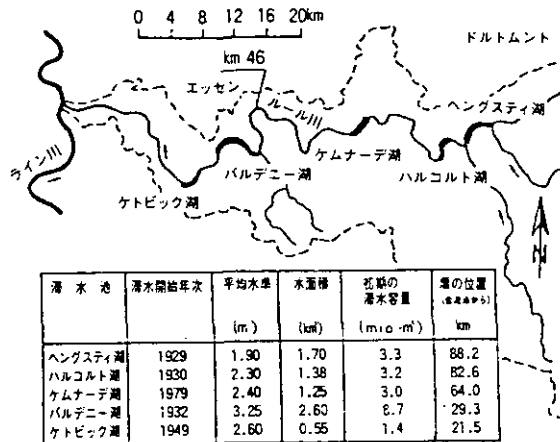 0 4 8 12 16 20km
km 46
ドルトムント
エッセン
ルール川
ヘングスティ湖
ライン川
ケムナーデ湖
バルデニー湖
ハルコルト湖
ケトビック湖
N
滞水池 滞水開始年次 平均水準 水面積 初期の滞水容量 堰の位置
(m) (km²) (mio·m³) km
ヘングスティ湖 1929 1.90 1.70 3.3 88.2
ハルコルト湖 1930 2.30 1.38 3.2 82.6
ケムナーデ湖 1979 2.40 1.25 3.0 64.0
バルデニー湖 1932 3.25 2.60 8.7 29.3
ケトビック湖 1949 2.60 0.55 1.4 21.5